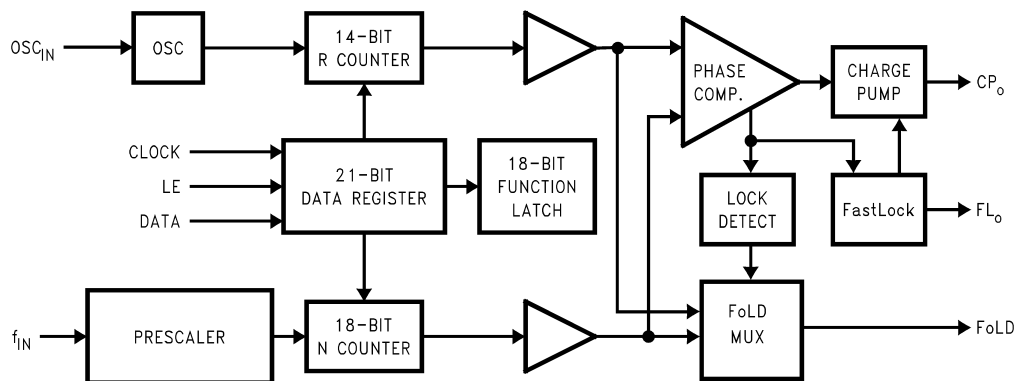 OSCIN
OSC
14-BIT
R COUNTER
PHASE
COMP.
CHARGE
PUMP
CPo
CLOCK
LE
DATA
21-BIT
DATA REGISTER
18-BIT
FUNCTION
LATCH
LOCK
DETECT
FastLock
FLo
fIN
PRESCALER
18-BIT
N COUNTER
FoLD
MUX
FoLD